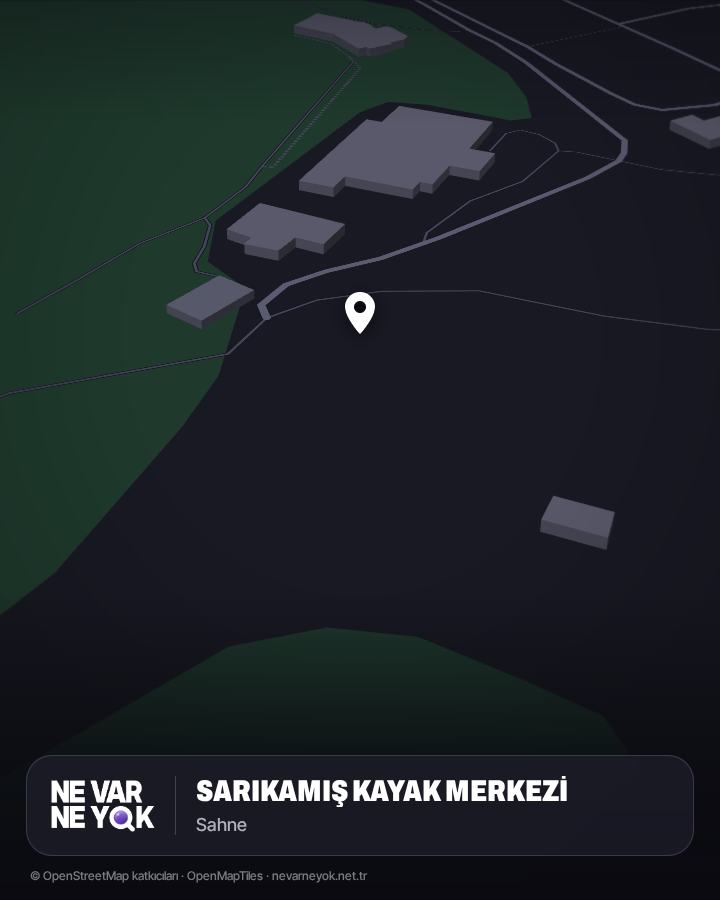 NE VAR
NE YOK
SARIKAMIŞ KAYAK MERKEZİ
Sahne
© OpenStreetMap katkıcıları · OpenMapTiles · nevarneyok.net.tr